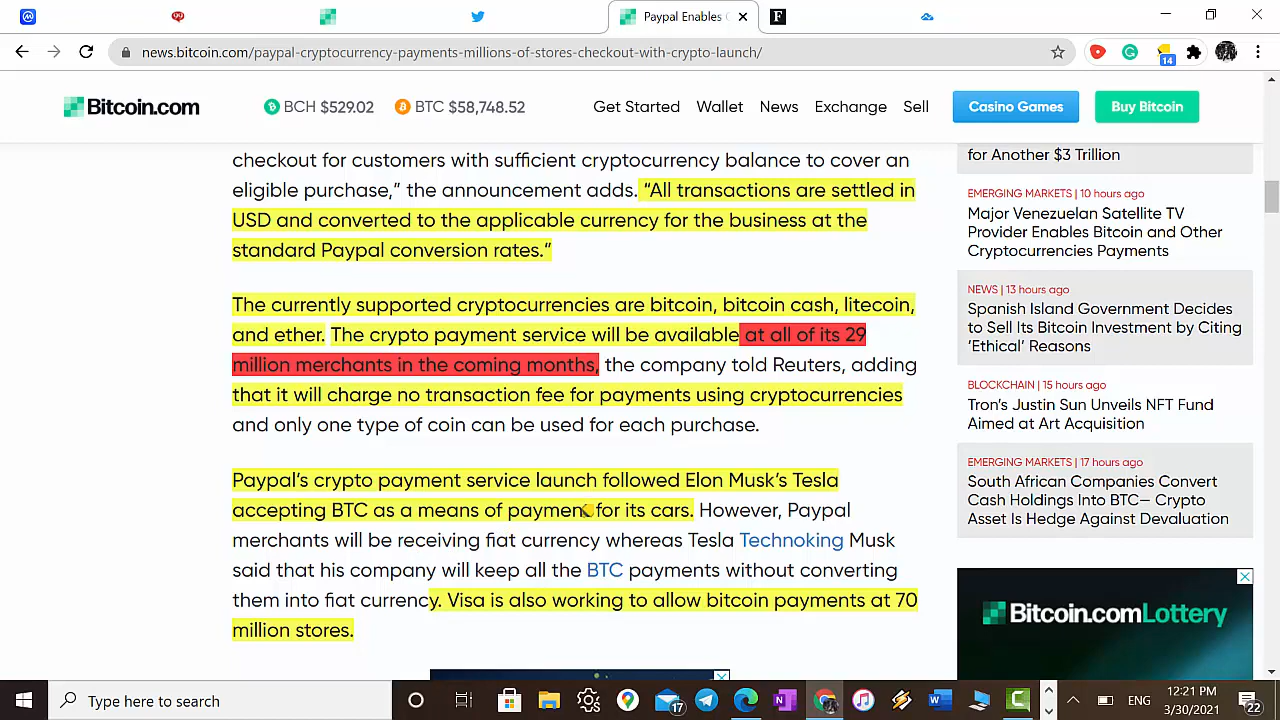 Paypal Enables C
news.bitcoin.com/paypal-cryptocurrency-payments-millions-of-stores-checkout-with-crypto-launch/
14
Bitcoin.com
BCH $529.02
BTC $58,748.52
Get Started
Wallet
News
Exchange
Sell
Casino Games
Buy Bitcoin
checkout for customers with sufficient cryptocurrency balance to cover an
eligible purchase,” the announcement adds. “All transactions are settled in
USD and converted to the applicable currency for the business at the
standard Paypal conversion rates.”
The currently supported cryptocurrencies are bitcoin, bitcoin cash, litecoin,
and ether. The crypto payment service will be available at all of its 29
million merchants in the coming months, the company told Reuters, adding
that it will charge no transaction fee for payments using cryptocurrencies
and only one type of coin can be used for each purchase.
Paypal’s crypto payment service launch followed Elon Musk’s Tesla
accepting BTC as a means of payment for its cars. However, Paypal
merchants will be receiving fiat currency whereas Tesla Technoking Musk
said that his company will keep all the BTC payments without converting
them into fiat currency. Visa is also working to allow bitcoin payments at 70
million stores.
for Another $3 Trillion
EMERGING MARKETS | 10 hours ago
Major Venezuelan Satellite TV
Provider Enables Bitcoin and Other
Cryptocurrencies Payments
NEWS | 13 hours ago
Spanish Island Government Decides
to Sell Its Bitcoin Investment by Citing
‘Ethical’ Reasons
BLOCKCHAIN | 15 hours ago
Tron’s Justin Sun Unveils NFT Fund
Aimed at Art Acquisition
EMERGING MARKETS | 17 hours ago
South African Companies Convert
Cash Holdings Into BTC— Crypto
Asset Is Hedge Against Devaluation
Bitcoin.com Lottery
Type here to search
17
ENG
12:21 PM
3/30/2021
22